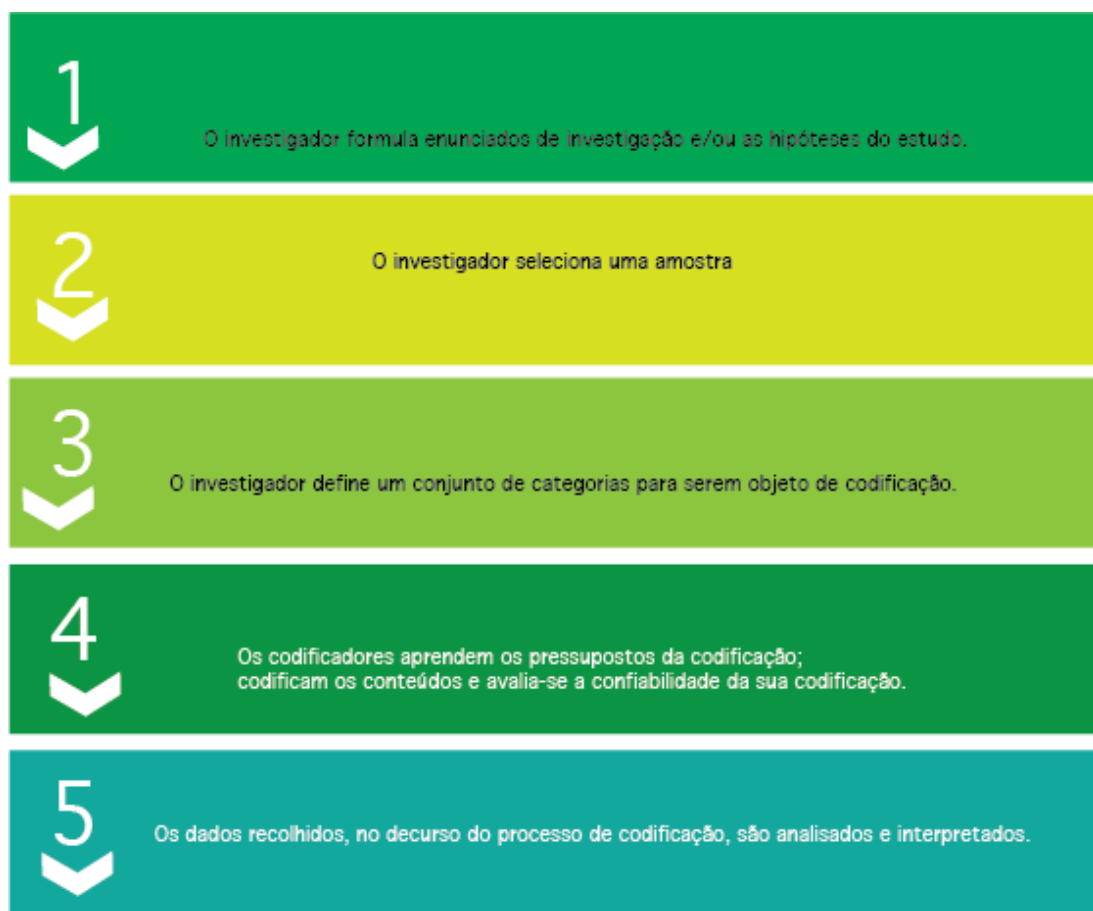 1
O investigador formula enunciados de investigação e/ou as hipóteses do estudo.
2
O investigador seleciona uma amostra
3
O investigador define um conjunto de categorias para serem objeto de codificação.
4
Os codificadores aprendem os pressupostos da codificação;
codificam os conteúdos e avalia-se a confiabilidade da sua codificação.
5
Os dados recolhidos, no decurso do processo de codificação, são analisados e interpretados.